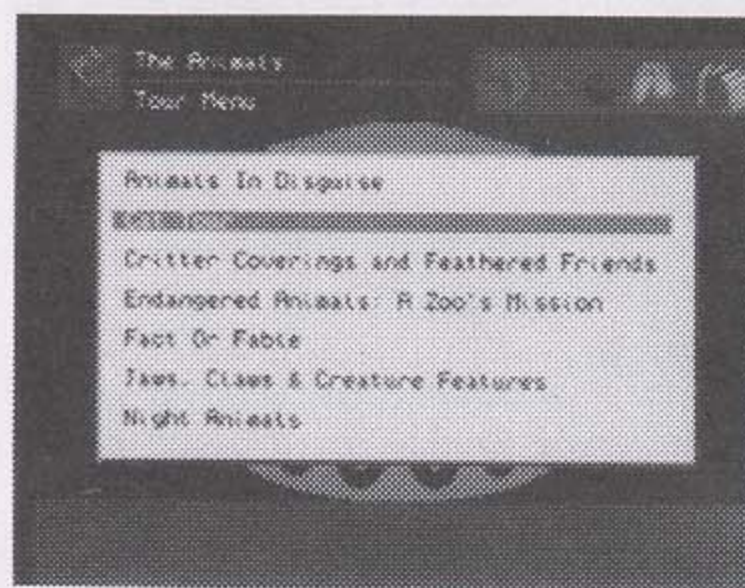 The Animals
Tour Menu
Animals In Disguise
Critter Coverings and Feathered Friends
Endangered Animals: A Zoo's Mission
Fact Or Fable
Jaws, Claws & Creature Features
Night Animals